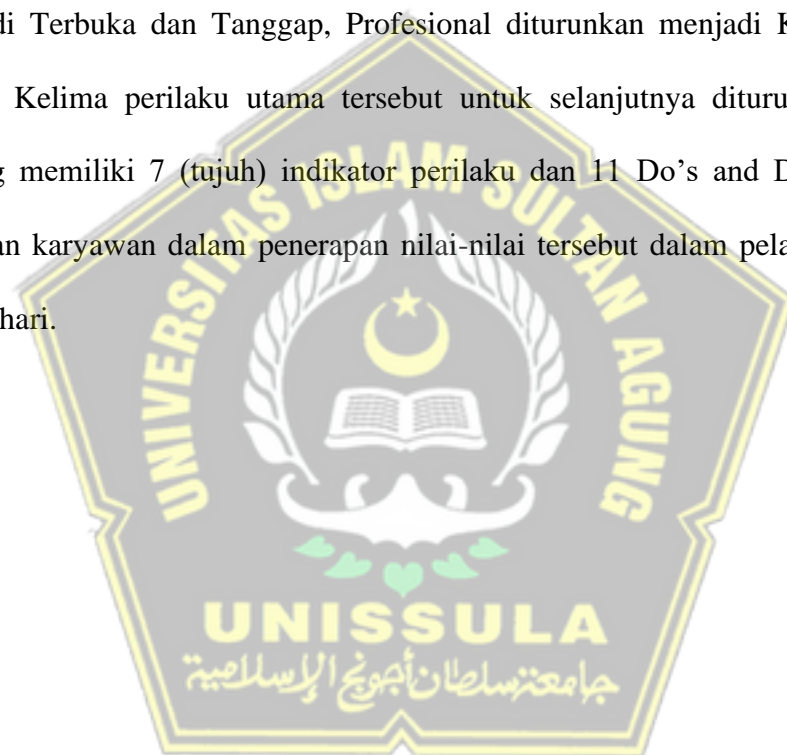 di Terbuka dan Tanggap, Profesional diturunkan menjadi K
Kelima perilaku utama tersebut untuk selanjutnya dituru
g memiliki 7 (tujuh) indikator perilaku dan 11 Do's and D
an karyawan dalam penerapan nilai-nilai tersebut dalam pela
hari.
UNIVERSITAS ISLAM SULTAN AGUNG
UNISSULA
جامعة سلطان أجونج الإسلامية